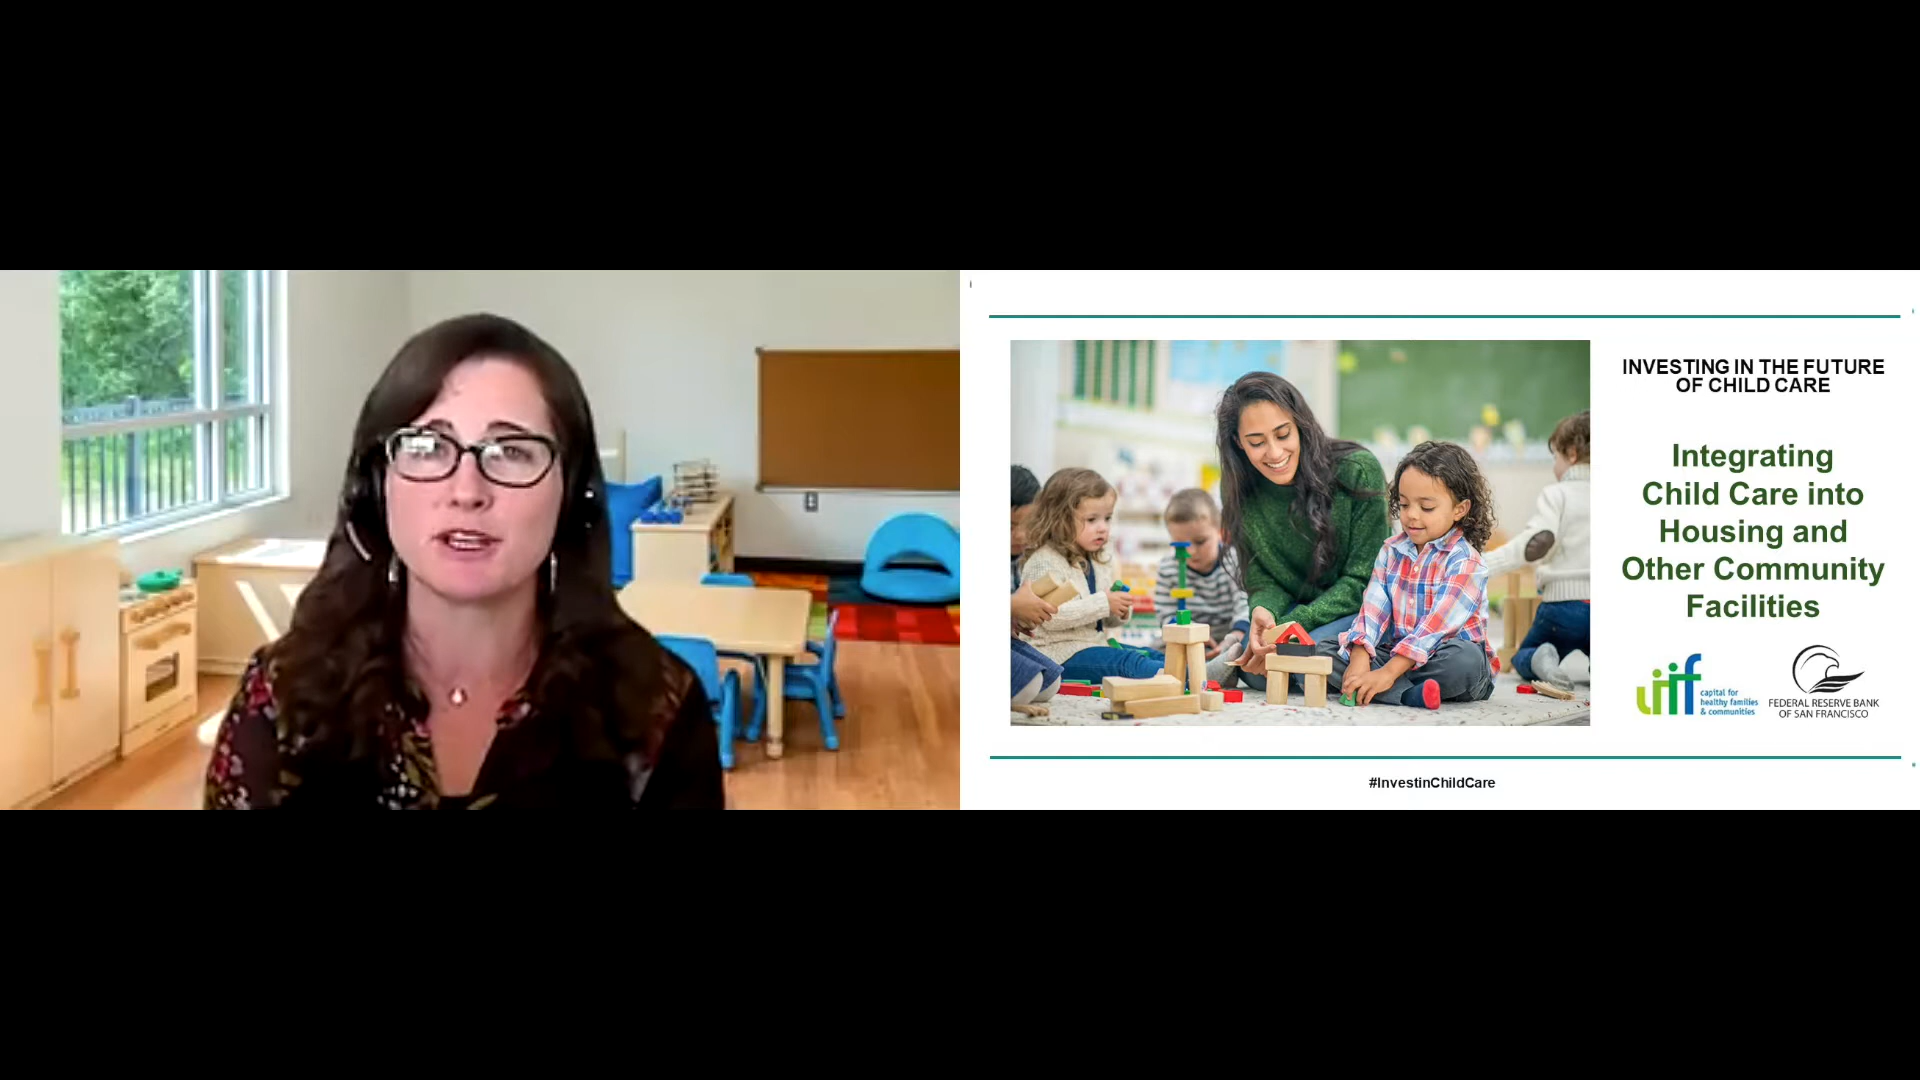 INVESTING IN THE FUTURE
OF CHILD CARE
Integrating
Child Care into
Housing and
Other Community
Facilities
liif
capital for
healthy families
& communities
FEDERAL RESERVE BANK
OF SAN FRANCISCO
#InvestinChildCare